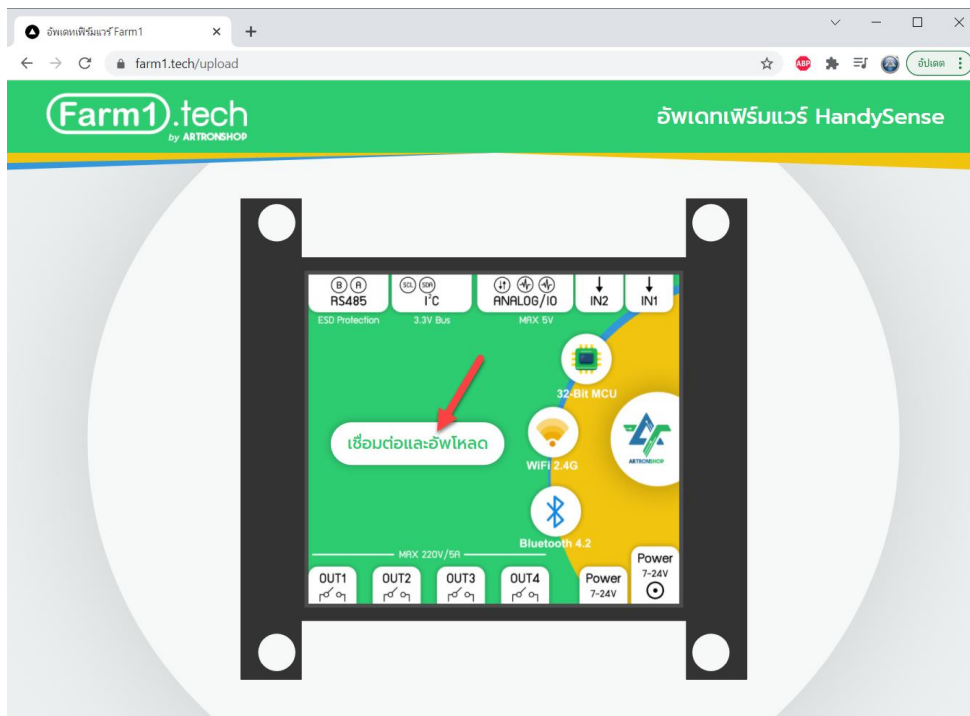 อัพเดทเฟิร์มแวร์ Farm1
farm1.tech/upload
ABP
อัปเดต
Farm1.tech
by ARTRONSHOP
อัพเดทเฟิร์มแวร์ HandySense
B A
SCL SDA
RS485
I²C
ANALOG/IO
IN2
IN1
ESD Protection
3.3V Bus
MAX 5V
32-Bit MCU
เชื่อมต่อและอัพโหลด
WiFi 2.4G
ARTRONSHOP
Bluetooth 4.2
MAX 220V/5A
OUT1
OUT2
OUT3
OUT4
Power
7-24V
Power
7-24V